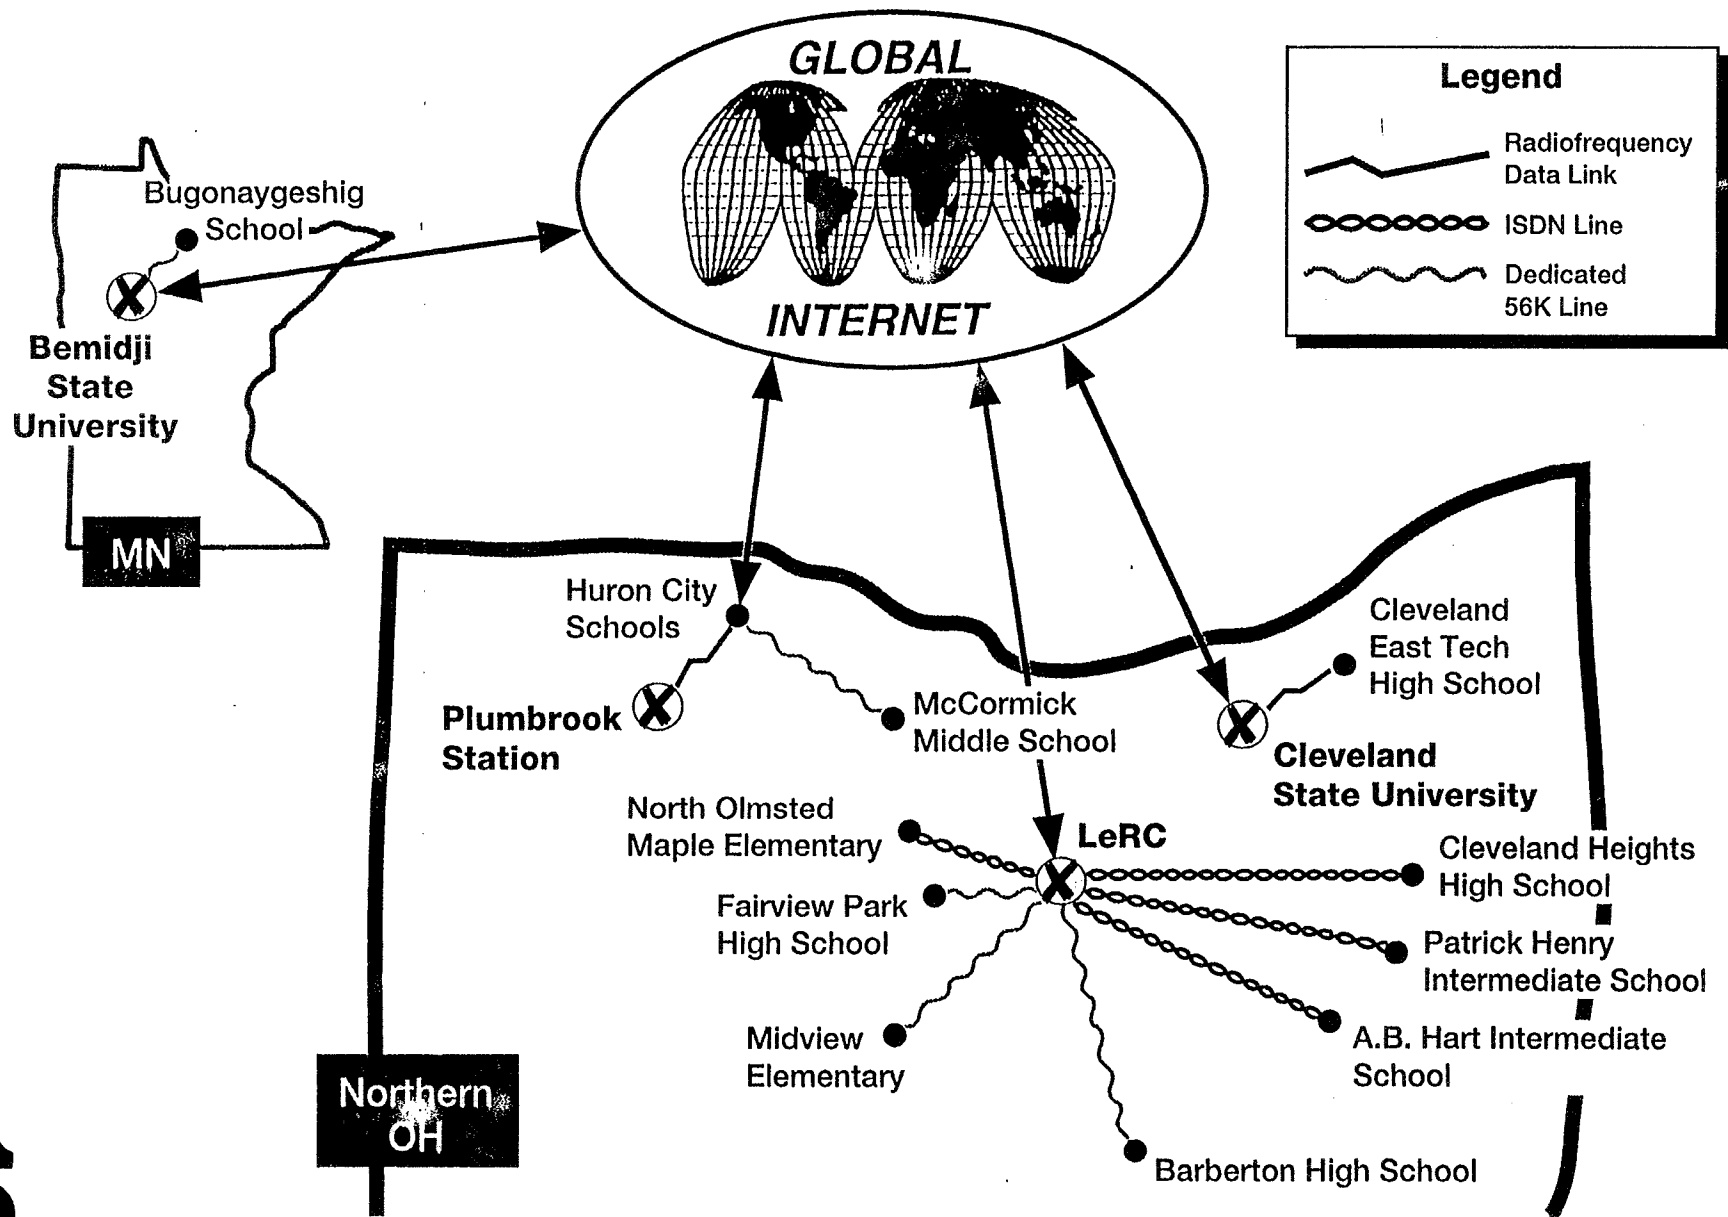 GLOBAL
INTERNET
Legend
Radiofrequency
Data Link
ISDN Line
Dedicated
56K Line
Bugonaygeshig
School
Bemidji
State
University
MN
Huron City
Schools
Plumbrook
Station
McCormick
Middle School
Cleveland
East Tech
High School
Cleveland
State University
North Olmsted
Maple Elementary
LeRC
Cleveland Heights
High School
Fairview Park
High School
Patrick Henry
Intermediate School
Midview
Elementary
A.B. Hart Intermediate
School
Northern
OH
Barberton High School